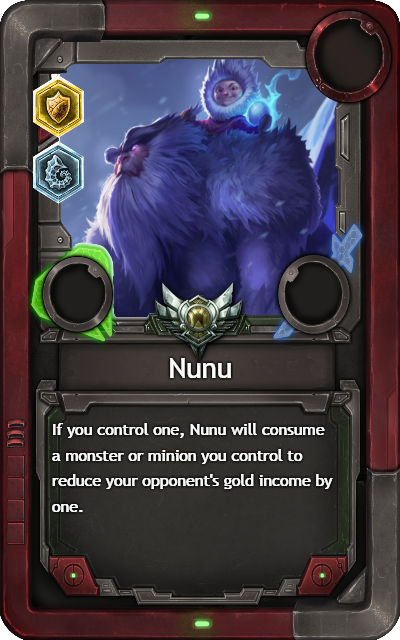 Nunu
If you control one, Nunu will consume
a monster or minion you control to
reduce your opponent's gold income by
one.